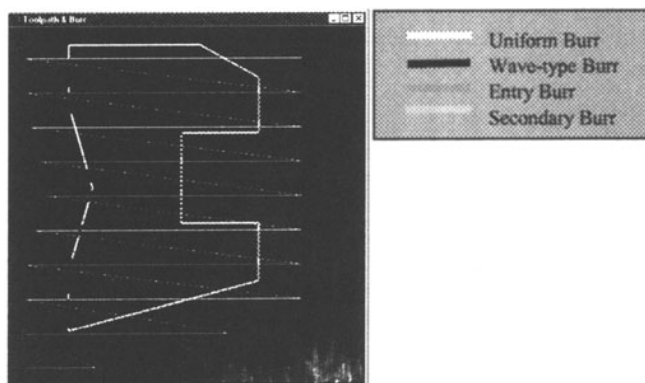 Toolpath & Burr
Uniform Burr
Wave-type Burr
Entry Burr
Secondary Burr